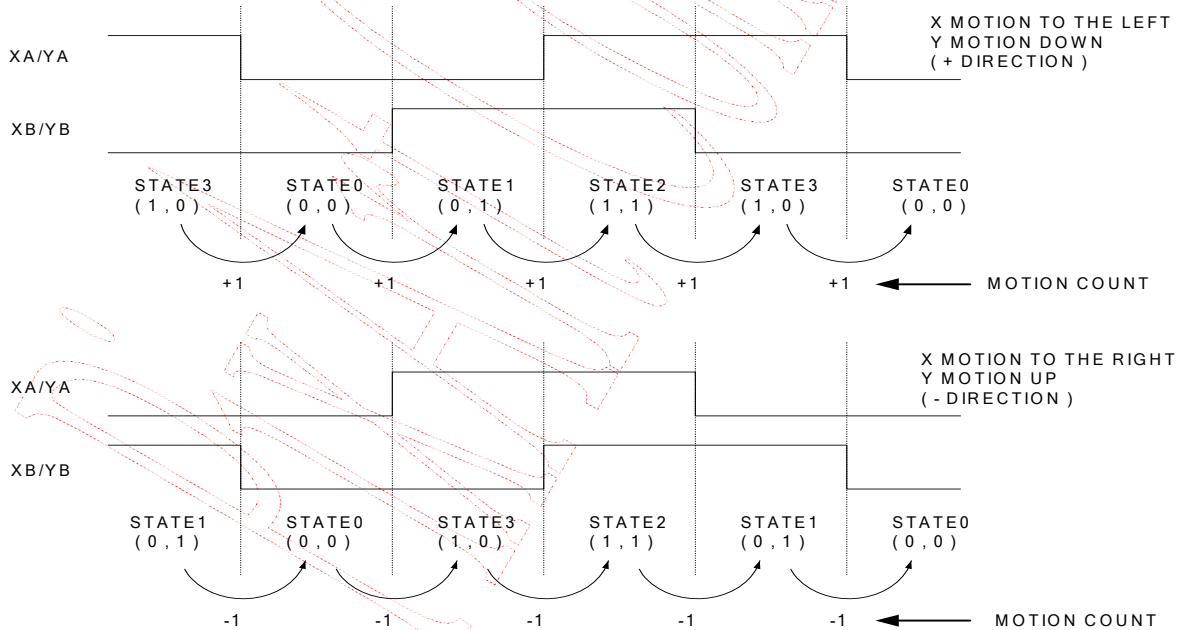 X MOTION TO THE LEFT
Y MOTION DOWN
(+ DIRECTION)
XA/YA
XB/YB
STATE3 STATE0 STATE1 STATE2 STATE3 STATE0
(1,0) (0,0) (0,1) (1,1) (1,0) (0,0)
+1 +1 +1 +1 +1 MOTION COUNT
X MOTION TO THE RIGHT
Y MOTION UP
(- DIRECTION)
XA/YA
XB/YB
STATE1 STATE0 STATE3 STATE2 STATE1 STATE0
(0,1) (0,0) (1,0) (1,1) (0,1) (0,0)
-1 -1 -1 -1 -1 MOTION COUNT